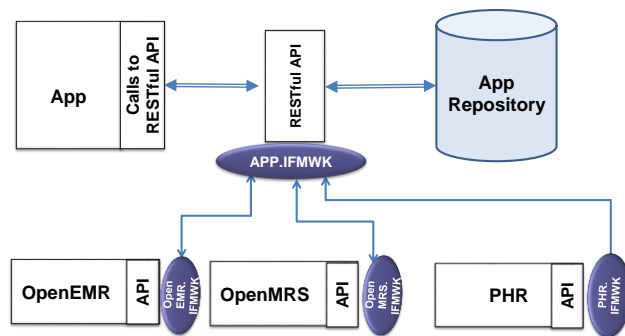 App
Calls to
RESTful API
RESTful API
App
Repository
APP.IFMWK
OpenEMR
API
Open
EMR.
IFMWK
OpenMRS
API
Open
MRS.
IFMWK
PHR
API
PHR.
IFMWK